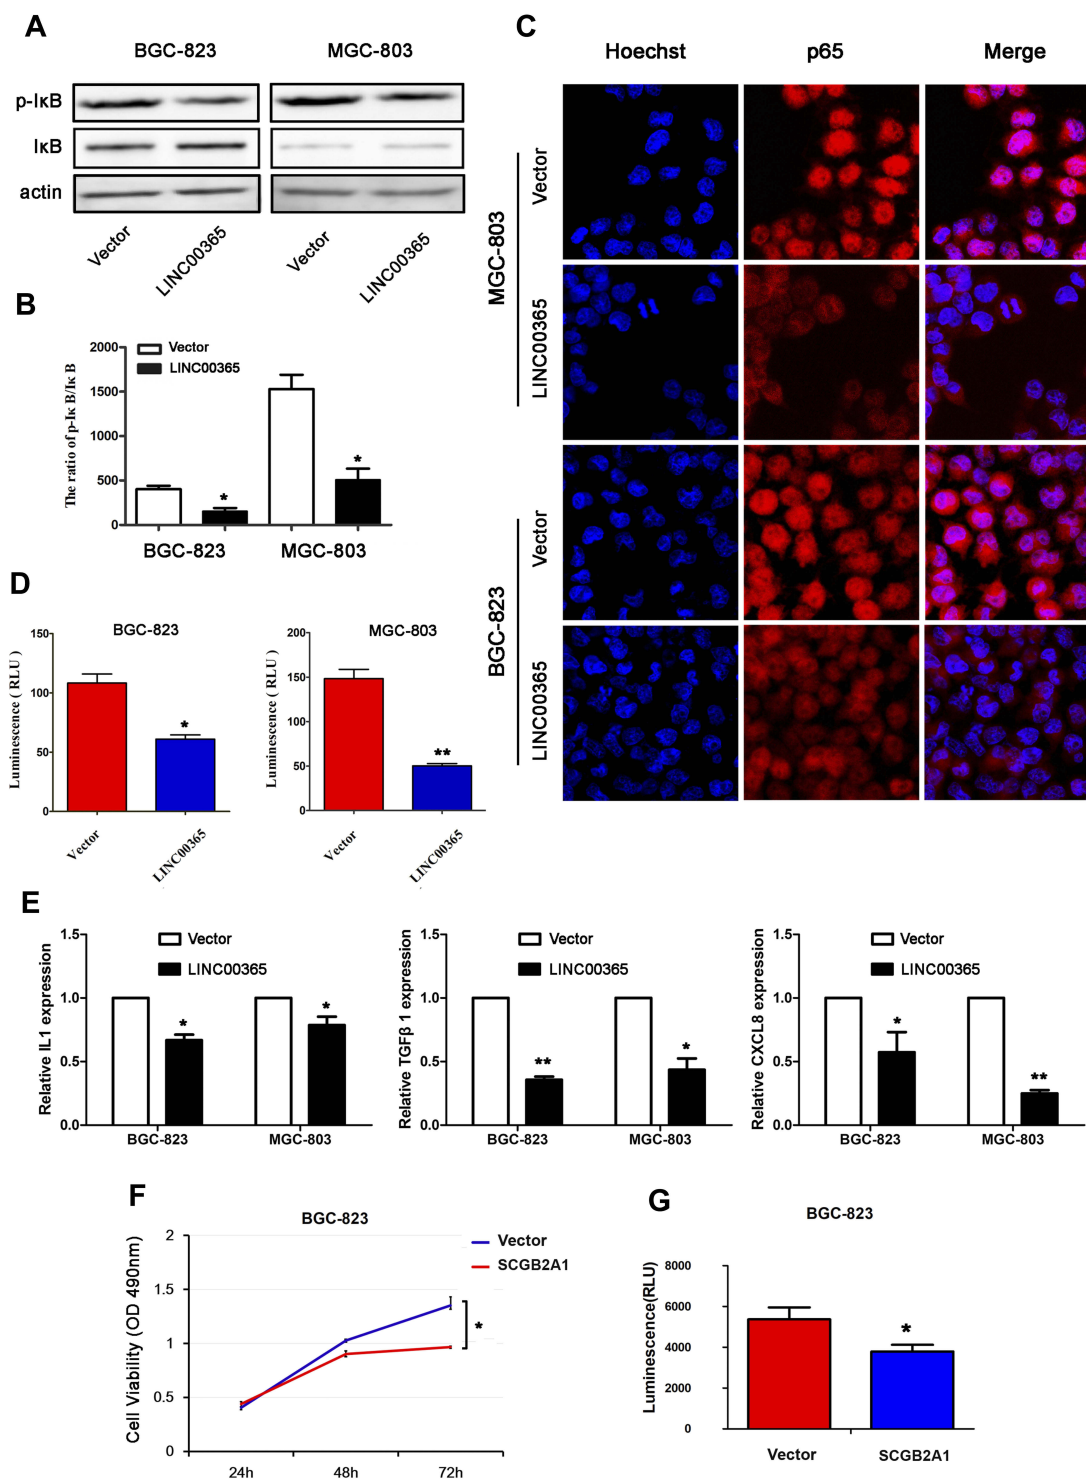 A
BGC-823
MGC-803
p-IκB
IκB
actin
Vector
LINC00365
Vector
LINC00365
B
The ratio of p-Iκ B/Iκ B
2000
1500
1000
500
0
Vector
LINC00365
*
*
BGC-823
MGC-803
C
Hoechst
p65
Merge
MGC-803
Vector
LINC00365
BGC-823
Vector
LINC00365
D
BGC-823
Luminescence ( RLU )
150
100
50
0
*
Vector
LINC00365
MGC-803
Luminescence ( RLU )
200
150
100
50
0
**
Vector
LINC00365
E
Relative IL1 expression
1.5
1.0
0.5
0.0
Vector
LINC00365
*
*
BGC-823
MGC-803
Relative TGFβ 1 expression
1.5
1.0
0.5
0.0
Vector
LINC00365
**
*
BGC-823
MGC-803
Relative CXCL8 expression
1.5
1.0
0.5
0.0
Vector
LINC00365
*
**
BGC-823
MGC-803
F
BGC-823
Cell Viability (OD 490nm)
2
1.5
1
0.5
0
Vector
SCGB2A1
*
24h
48h
72h
G
BGC-823
Luminescence(RLU)
8000
6000
4000
2000
0
*
Vector
SCGB2A1